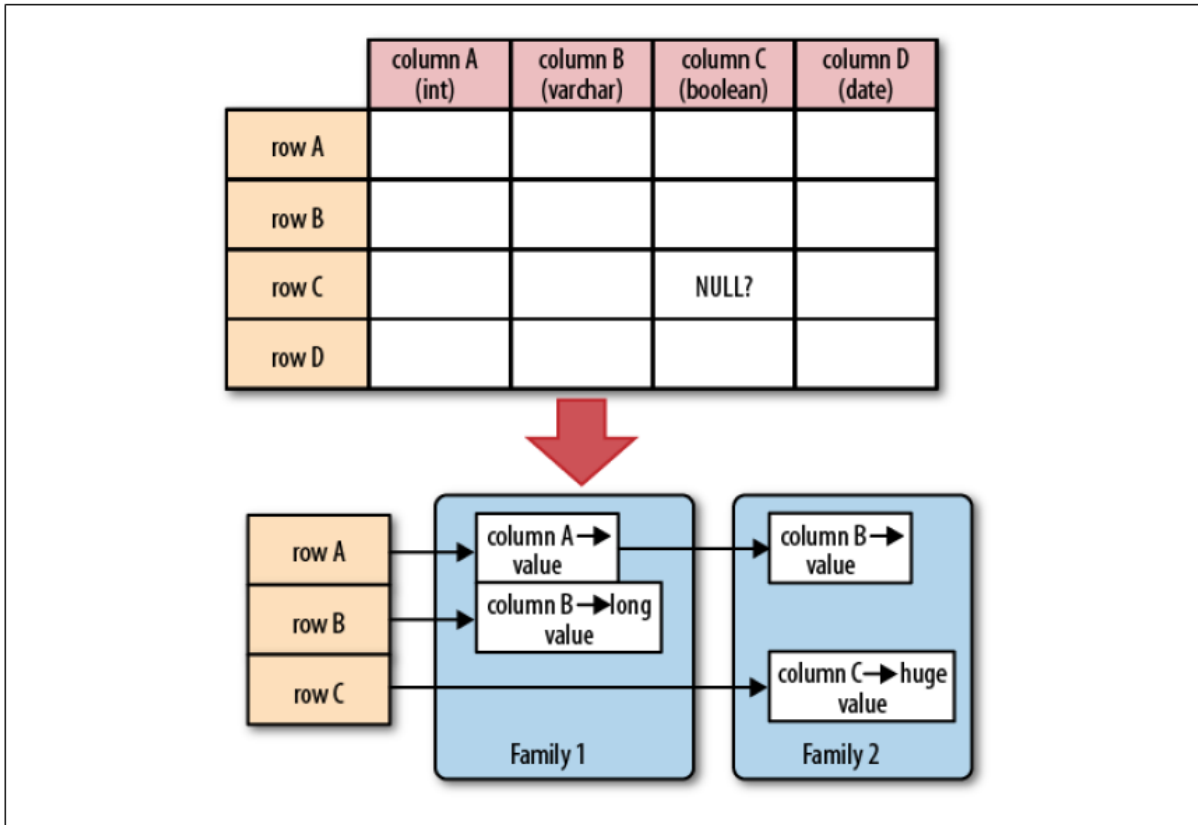 column A
(int)
column B
(varchar)
column C
(boolean)
column D
(date)
row A
row B
row C
NULL?
row D
row A
column A→
value
column B→
value
row B
column B→long
value
row C
column C→huge
value
Family 1
Family 2